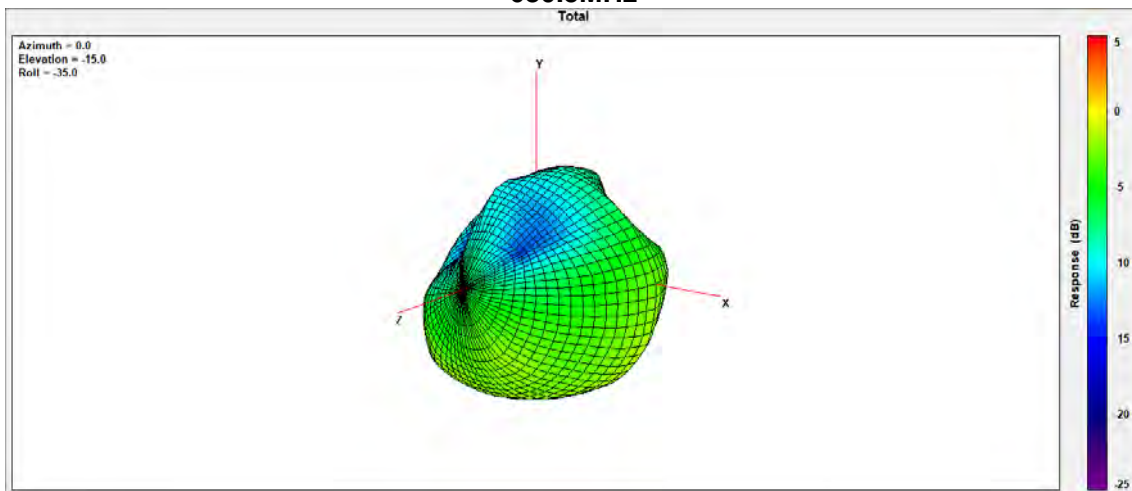 Total
Azimuth = 0.0
Elevation = -15.0
Roll = -35.0
Y
X
Z
5
0
5
10
15
-20
-25
Response (dB)